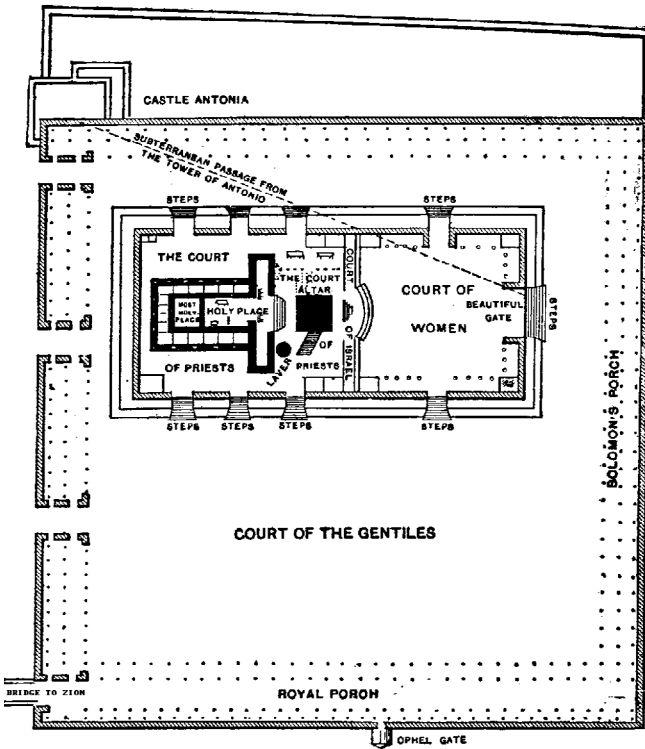 CASTLE ANTONIA
SUBTERRANEAN PASSAGE FROM
THE TOWER OF ANTONIO
STEPS
STEPS
THE COURT
COURT
THE COURT
ALTAR
COURT OF
MOST
HOLY
PLACE
HOLY PLACE
BEAUTIFUL
GATE
STEPS
WOMEN
OF
OF ISRAEL
OF PRIESTS
LAVER
PRIESTS
SOLOMON'S PORCH
STEPS
STEPS
STEPS
STEPS
COURT OF THE GENTILES
BRIDGE TO ZION
ROYAL PORCH
OPHEL GATE